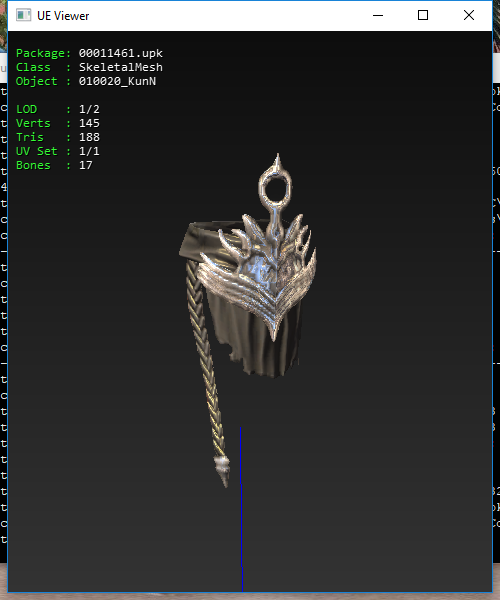 UE Viewer
Package: 00011461.upk
Class : SkeletalMesh
Object : 010020_KunN
LOD : 1/2
Verts : 145
Tris : 188
UV Set : 1/1
Bones : 17